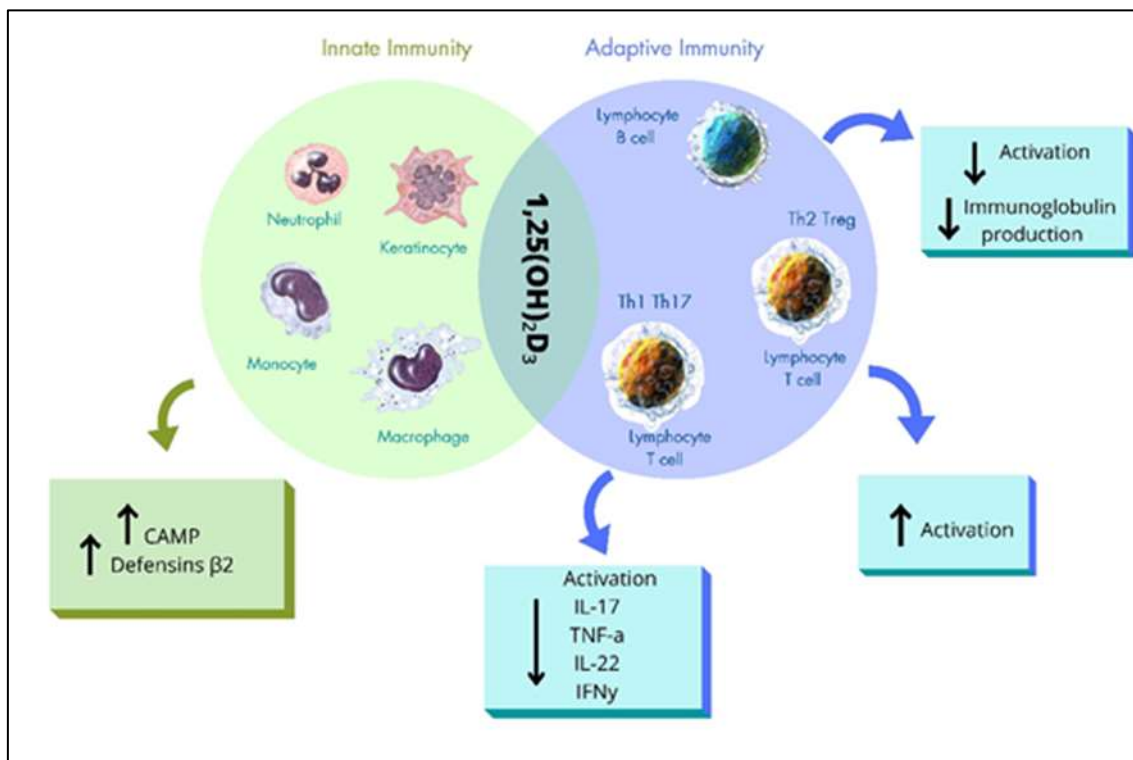 Innate Immunity
Adaptive Immunity
Neutrophil
Keratinocyte
Monocyte
Macrophage
1,25(OH)₂D₃
Lymphocyte
B cell
Th2 Treg
Lymphocyte
T cell
Th1 Th17
Lymphocyte
T cell
↓ Activation
↓ Immunoglobulin
production
↑ CAMP
↑ Defensins β2
Activation
IL-17
TNF-a
IL-22
IFNy
↑ Activation